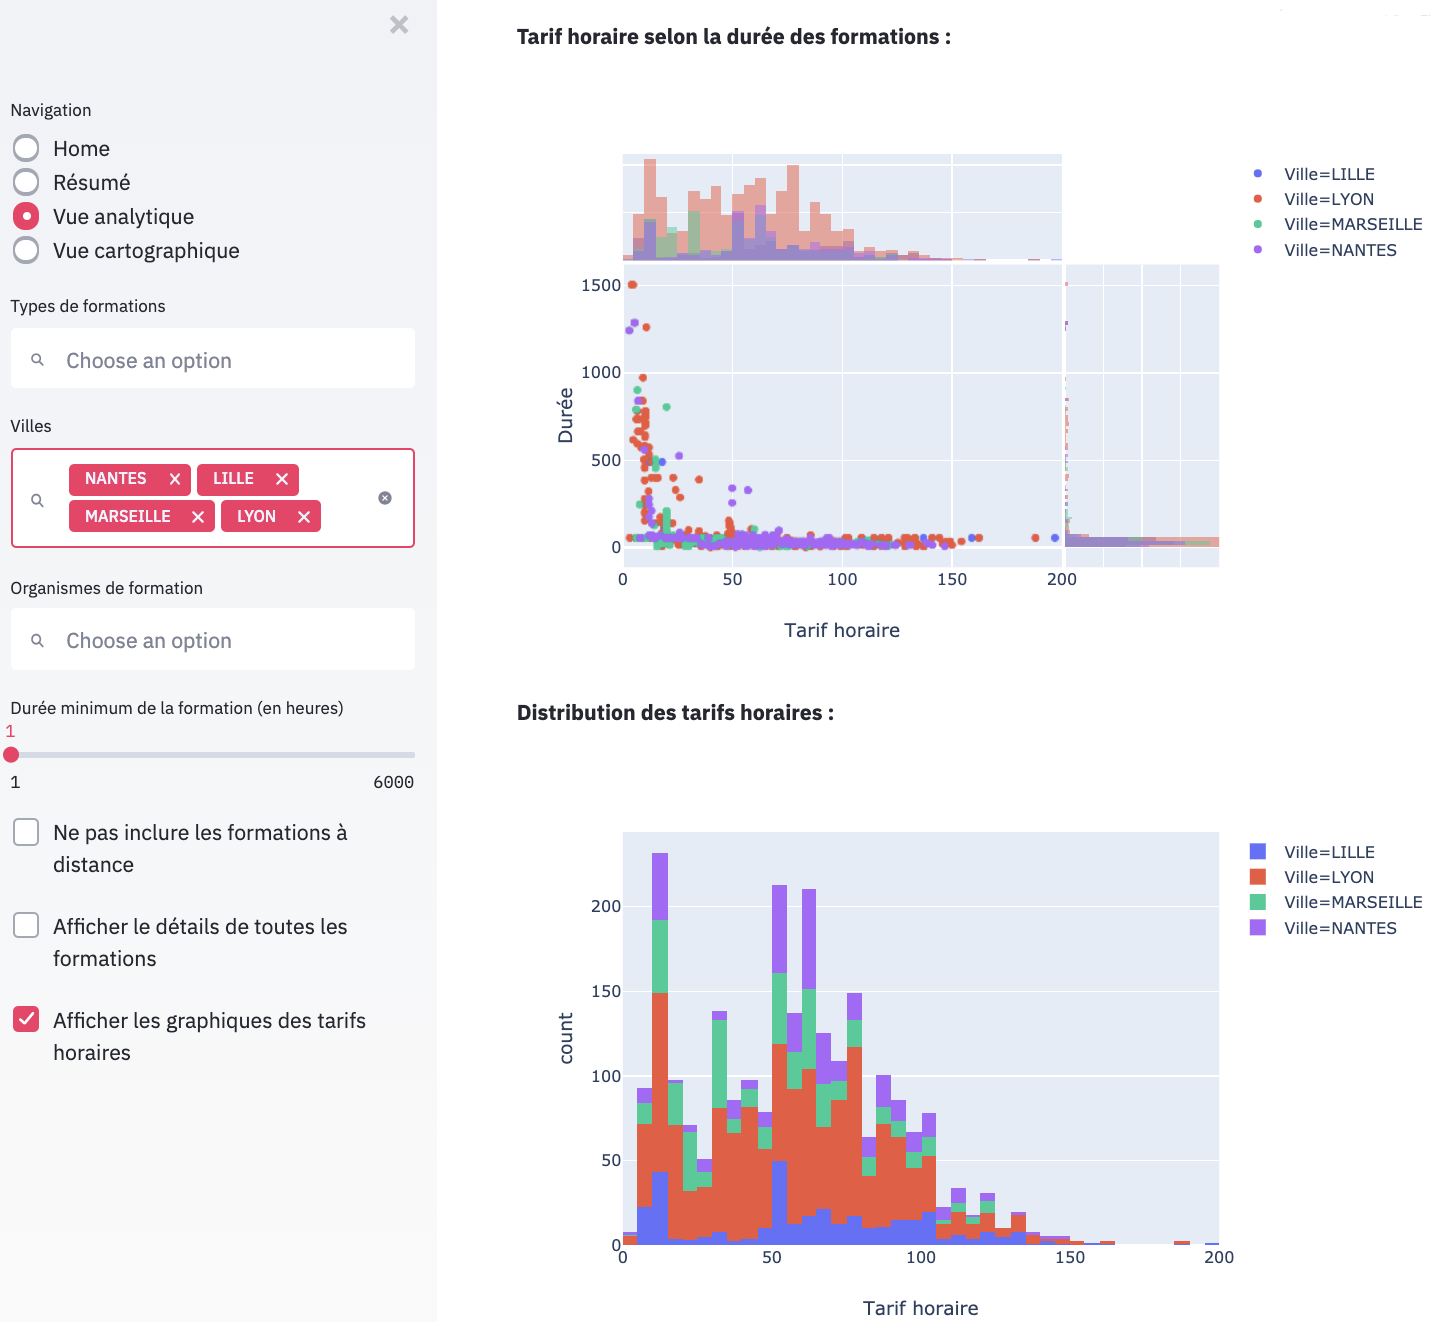 Navigation
Home
Résumé
Vue analytique
Vue cartographique
Types de formations
Choose an option
Villes
NANTES
LILLE
MARSEILLE
LYON
Organismes de formation
Choose an option
Durée minimum de la formation (en heures)
1
1
6000
Ne pas inclure les formations à
distance
Afficher le détails de toutes les
formations
Afficher les graphiques des tarifs
horaires
Tarif horaire selon la durée des formations :
Ville=LILLE
Ville=LYON
Ville=MARSEILLE
Ville=NANTES
1500
1000
500
0
Durée
0
50
100
150
200
Tarif horaire
Distribution des tarifs horaires :
Ville=LILLE
Ville=LYON
Ville=MARSEILLE
Ville=NANTES
200
150
100
50
0
count
0
50
100
150
200
Tarif horaire